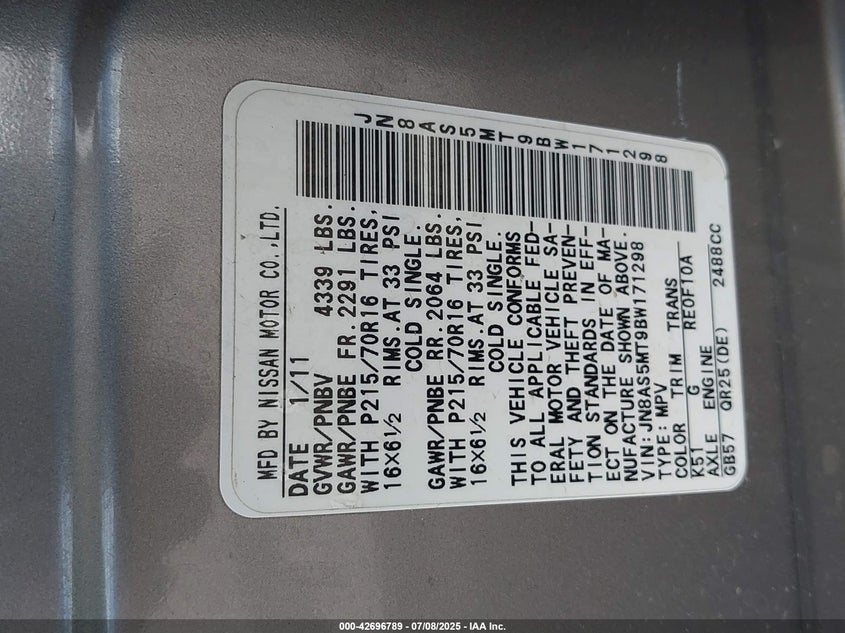 MFD BY NISSAN MOTOR CO.,LTD.
DATE 1/11
GVWR/PNBV 4339 LBS.
GAWR/PNBE FR.2291 LBS.
WITH P215/70R16 TIRES,
16X6½ RIMS.AT 33 PSI
COLD SINGLE.
GAWR/PNBE RR.2064 LBS.
WITH P215/70R16 TIRES,
16X6½ RIMS.AT 33 PSI
COLD SINGLE.
THIS VEHICLE CONFORMS
TO ALL APPLICABLE FED-
ERAL MOTOR VEHICLE SA-
FETY AND THEFT PREVEN-
TION STANDARDS IN EFF-
ECT ON THE DATE OF MA-
NUFACTURE SHOWN ABOVE.
VIN:JN8AS5MT9BW171298
TYPE:MPV
COLOR TRIM TRANS
K51 G RE0F10A
AXLE ENGINE
GB57 QR25(DE) 2488CC
JN8AS5MT9BW171298
000-42696789 - 07/08/2025 - IAA Inc.